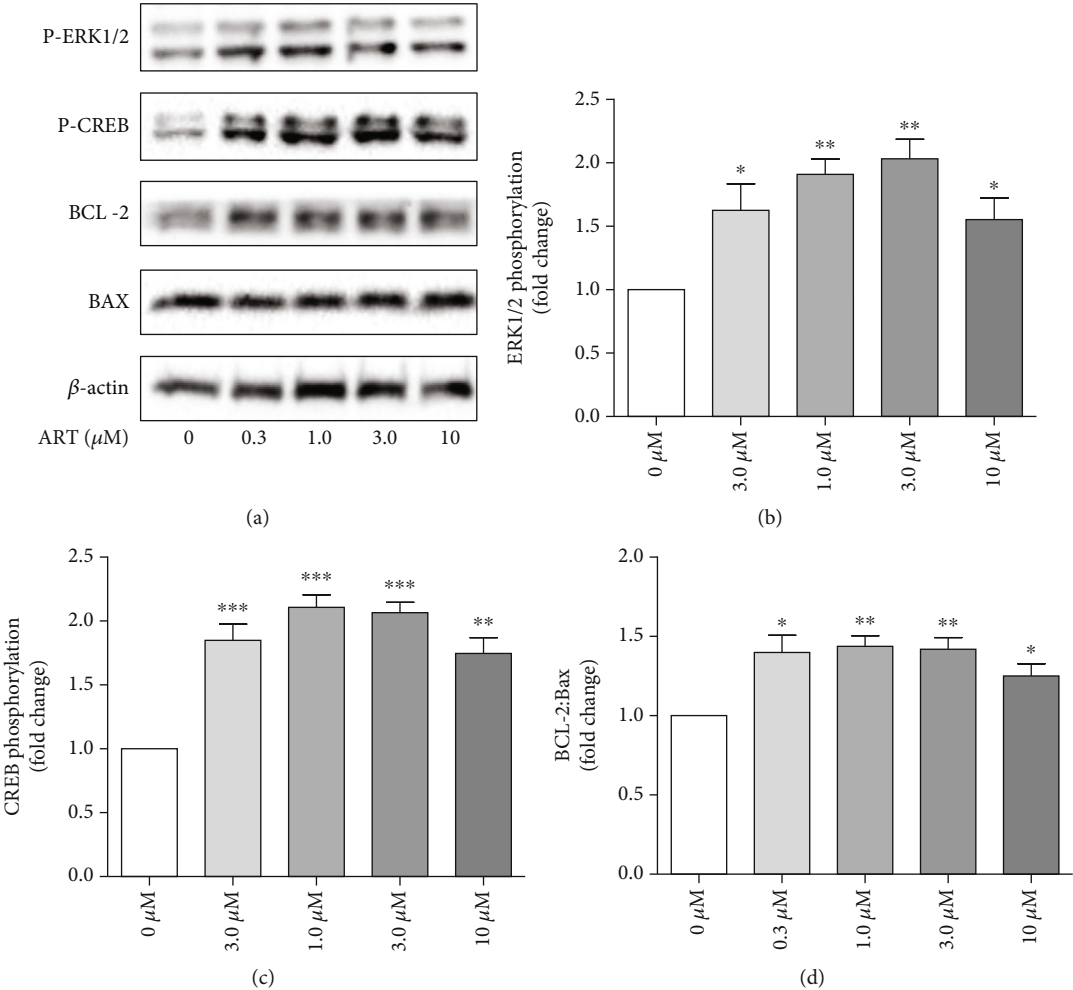 P-ERK1/2
P-CREB
BCL -2
BAX
β-actin
ART (μM) 0 0.3 1.0 3.0 10
(a)
ERK1/2 phosphorylation
(fold change)
2.5
2.0
1.5
1.0
0.5
0.0
*
**
**
*
0 μM
3.0 μM
1.0 μM
3.0 μM
10 μM
(b)
CREB phosphorylation
(fold change)
2.5
2.0
1.5
1.0
0.5
0.0
***
***
***
**
0 μM
3.0 μM
1.0 μM
3.0 μM
10 μM
(c)
BCL-2:Bax
(fold change)
2.0
1.5
1.0
0.5
0.0
*
**
**
*
0 μM
0.3 μM
1.0 μM
3.0 μM
10 μM
(d)